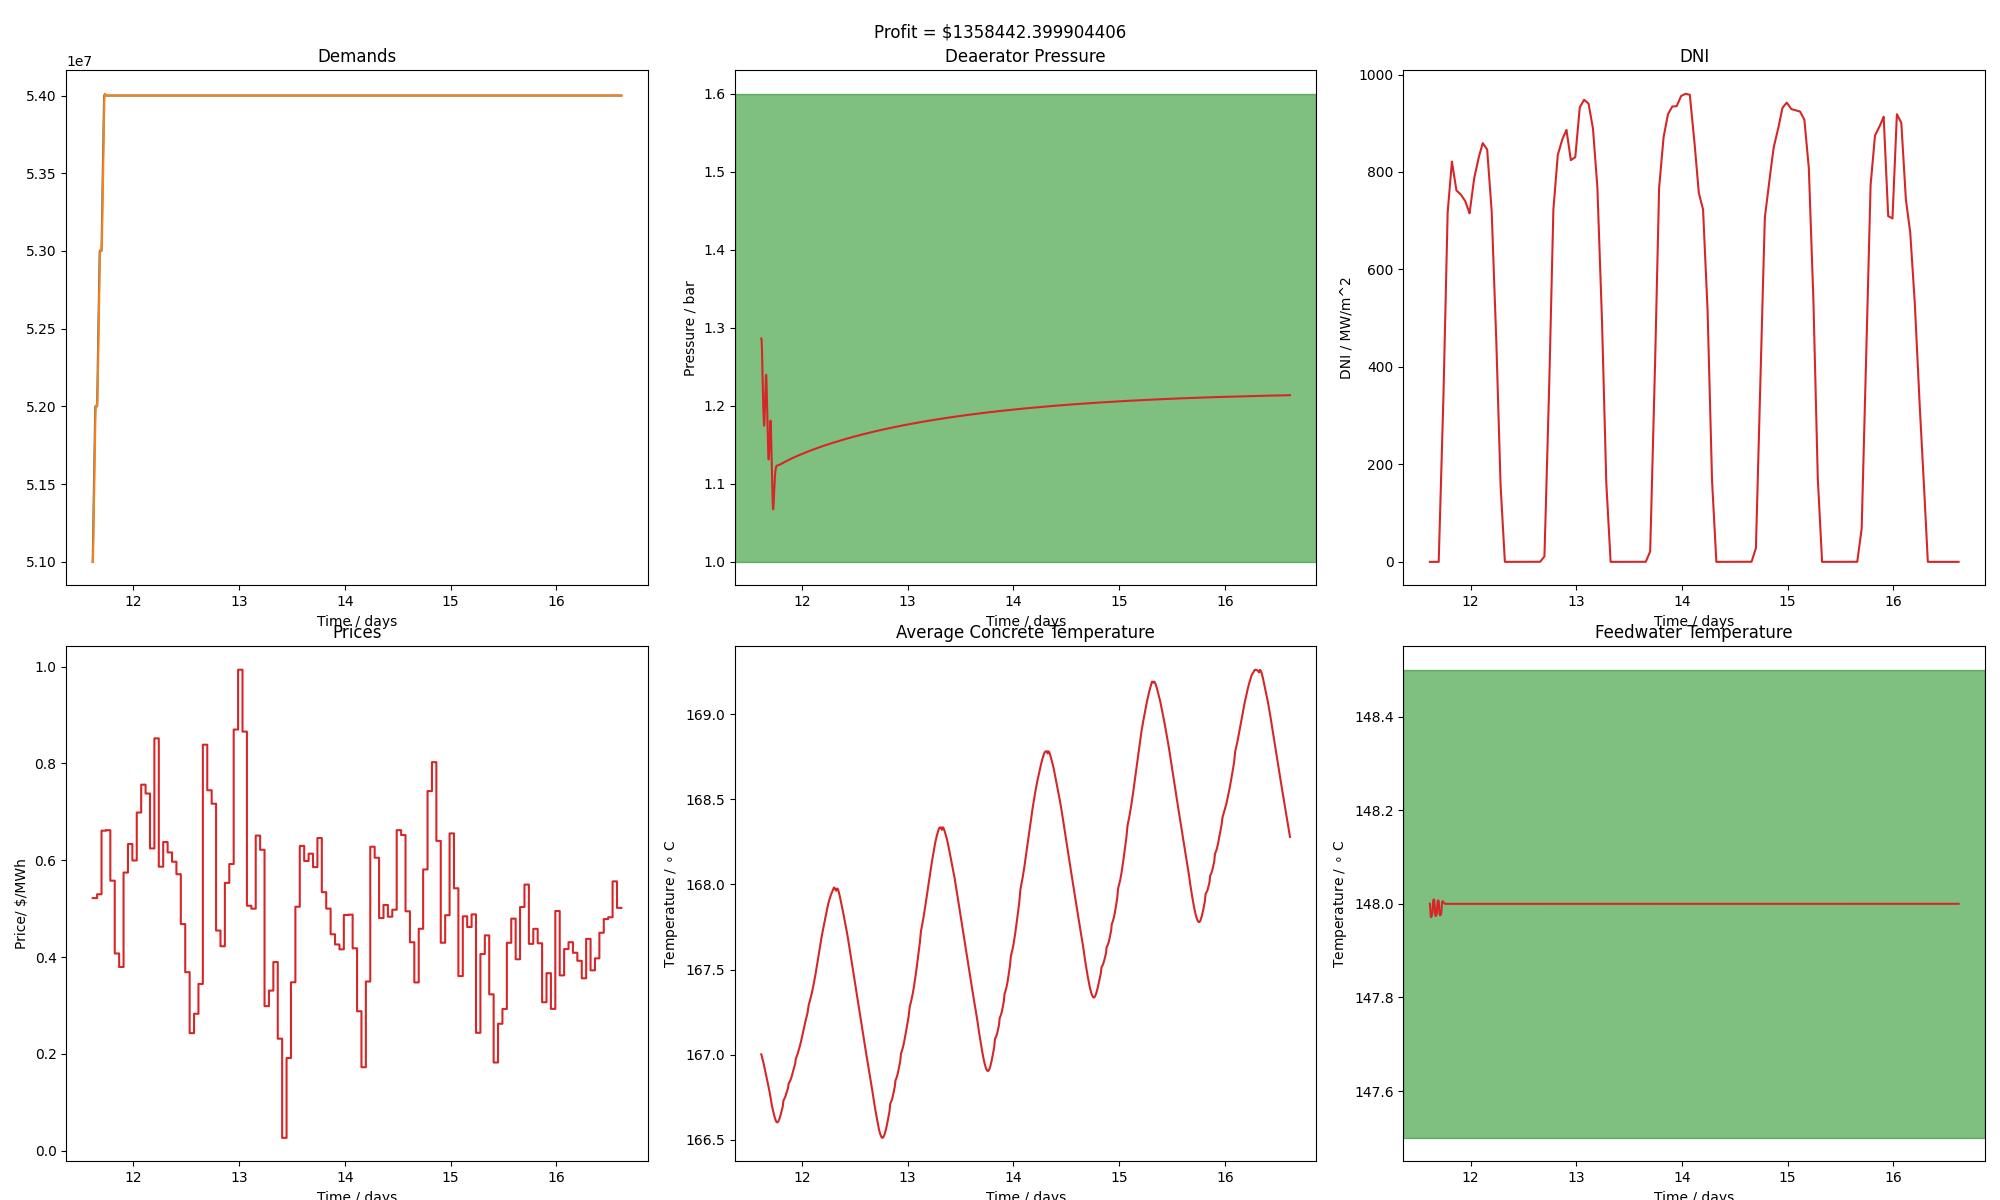 Profit = $1358442.399904406
Demands
1e7
5.40
5.35
5.30
5.25
5.20
5.15
5.10
12 13 14 15 16
Time / days
Deaerator Pressure
Pressure / bar
1.6
1.5
1.4
1.3
1.2
1.1
1.0
12 13 14 15 16
Time / days
DNI
DNI / MW/m^2
1000
800
600
400
200
0
12 13 14 15 16
Time / days
Prices
Price/ $/MWh
1.0
0.8
0.6
0.4
0.2
0.0
12 13 14 15 16
Time / days
Average Concrete Temperature
Temperature / ∘ C
169.0
168.5
168.0
167.5
167.0
166.5
12 13 14 15 16
Time / days
Feedwater Temperature
Temperature / ∘ C
148.4
148.2
148.0
147.8
147.6
12 13 14 15 16
Time / days